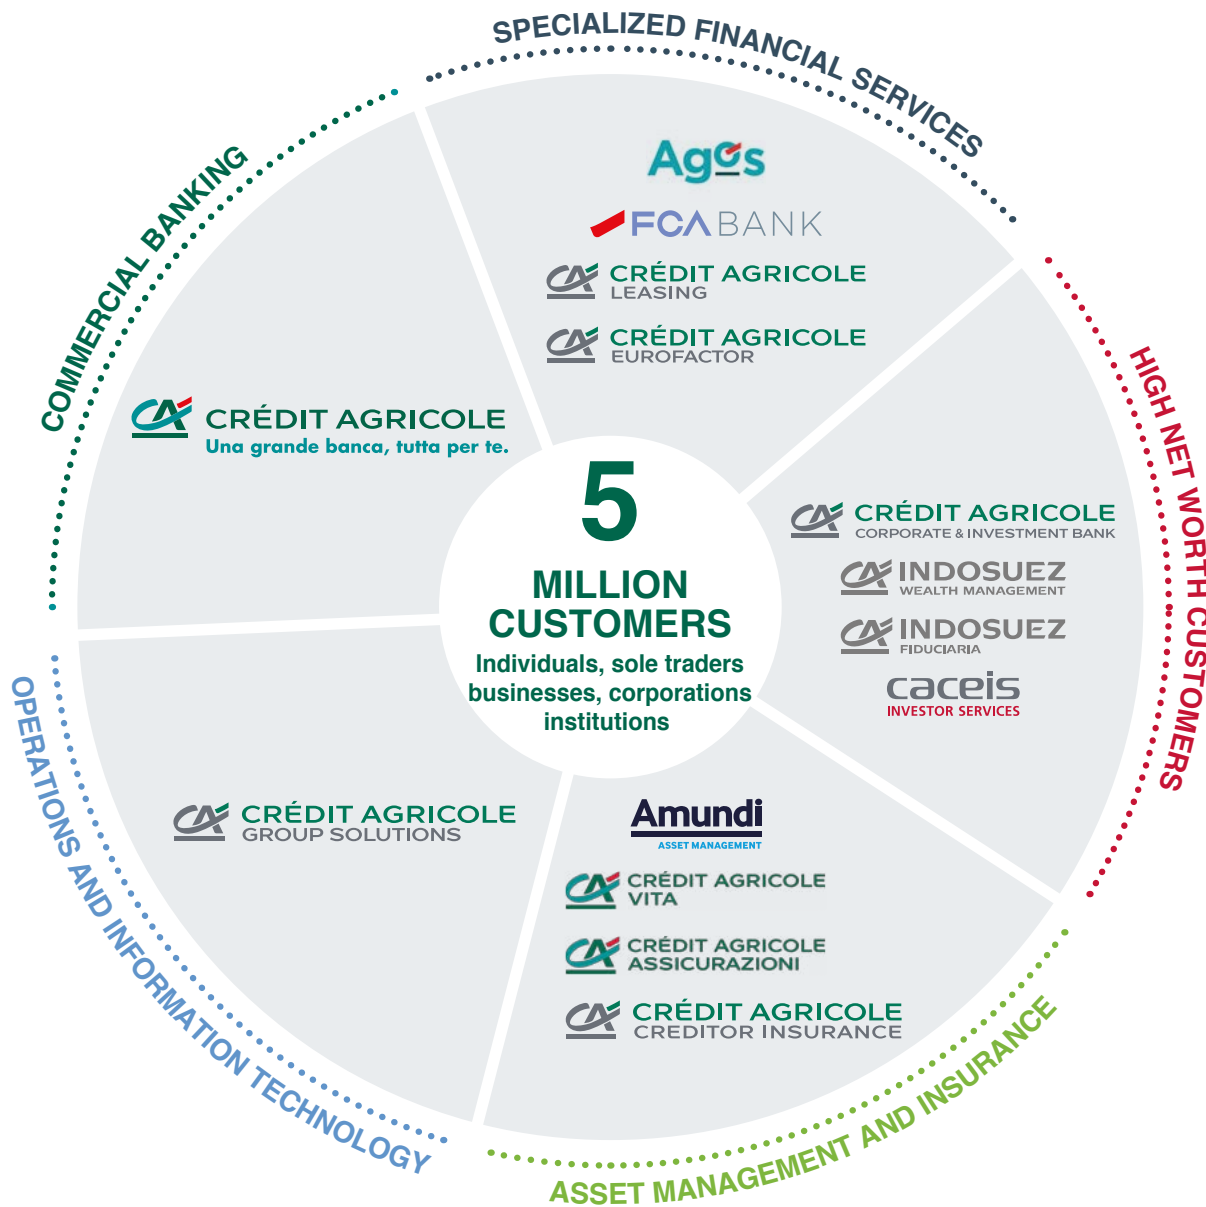 SPECIALIZED FINANCIAL SERVICES
Agos
FCA BANK
CRÉDIT AGRICOLE
LEASING
CRÉDIT AGRICOLE
EUROFACTOR
COMMERCIAL BANKING
CRÉDIT AGRICOLE
Una grande banca, tutta per te.
HIGH NET WORTH CUSTOMERS
CRÉDIT AGRICOLE
CORPORATE & INVESTMENT BANK
INDOSUEZ
WEALTH MANAGEMENT
INDOSUEZ
FIDUCIARIA
caceis
INVESTOR SERVICES
5
MILLION
CUSTOMERS
Individuals, sole traders
businesses, corporations
institutions
OPERATIONS AND INFORMATION TECHNOLOGY
CRÉDIT AGRICOLE
GROUP SOLUTIONS
Amundi
ASSET MANAGEMENT
CRÉDIT AGRICOLE
VITA
CRÉDIT AGRICOLE
ASSICURAZIONI
CRÉDIT AGRICOLE
CREDITOR INSURANCE
ASSET MANAGEMENT AND INSURANCE